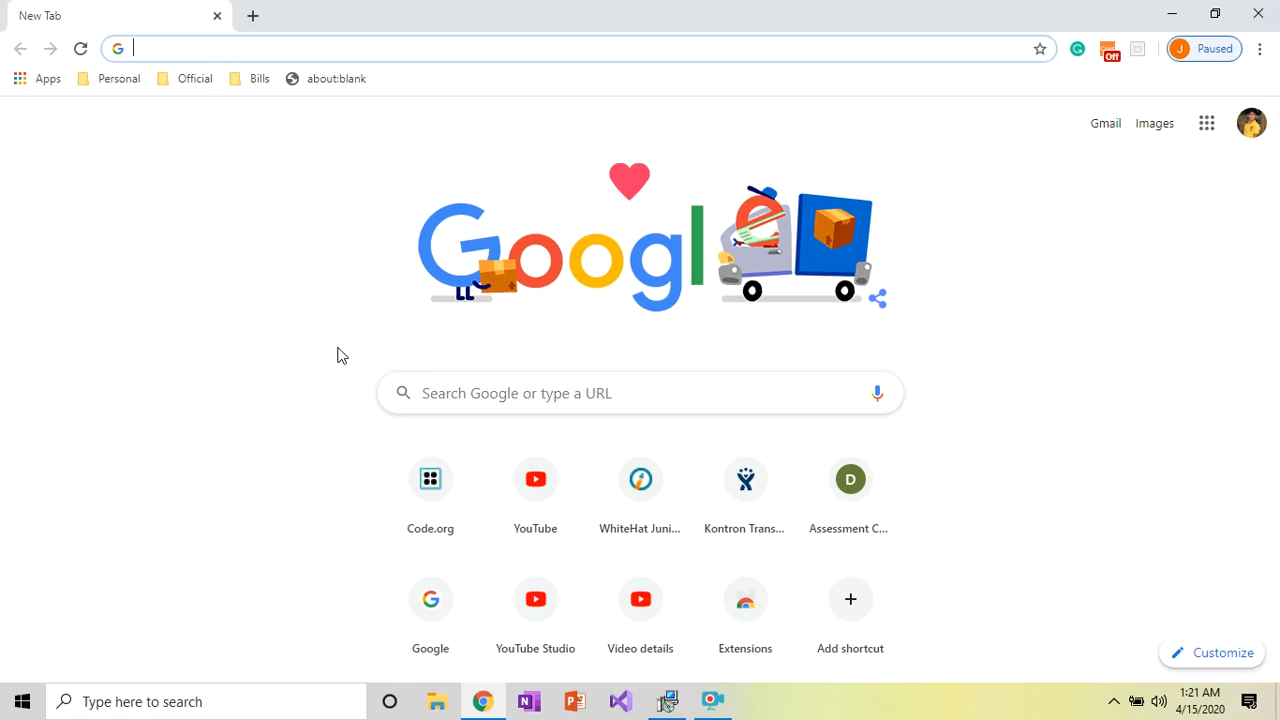 New Tab
J Paused
Off
Apps Personal Official Bills about:blank
Gmail Images
Google
Search Google or type a URL
D
Code.org YouTube WhiteHat Juni... Kontron Trans... Assessment C...
Google YouTube Studio Video details Extensions Add shortcut
Customize
Type here to search
1:21 AM
4/15/2020